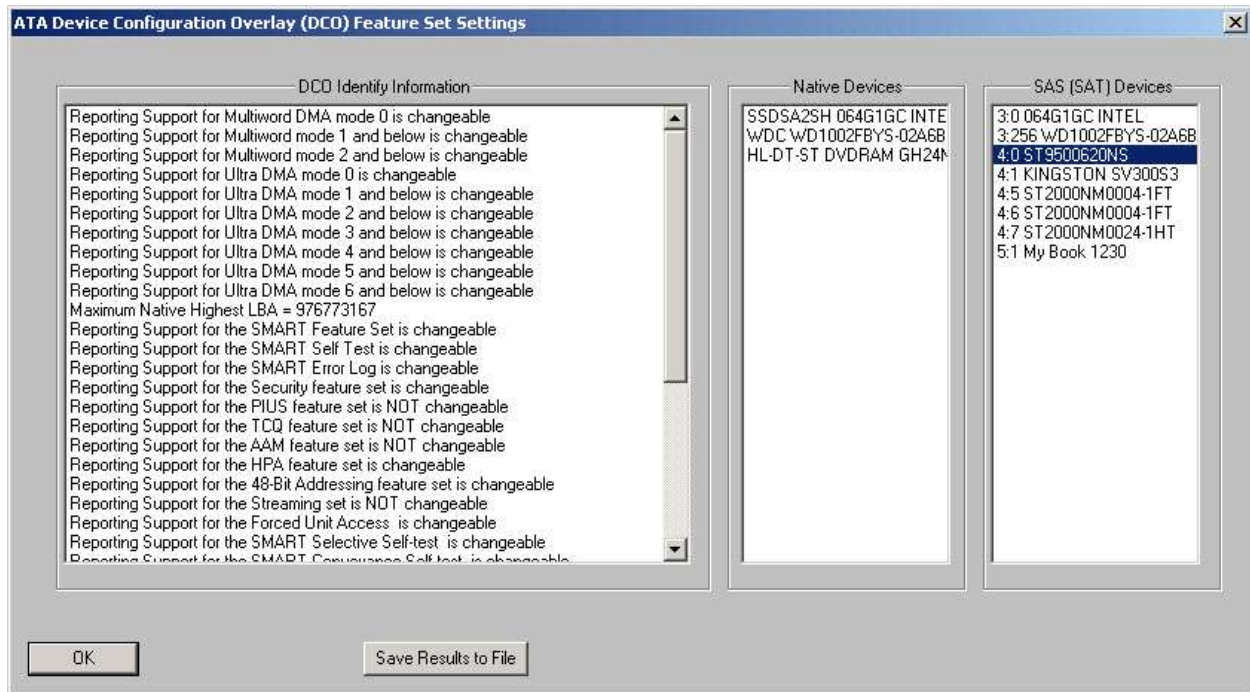 ATA Device Configuration Overlay (DCO) Feature Set Settings
DCO Identify Information
Reporting Support for Multiword DMA mode 0 is changeable
Reporting Support for Multiword mode 1 and below is changeable
Reporting Support for Multiword mode 2 and below is changeable
Reporting Support for Ultra DMA mode 0 is changeable
Reporting Support for Ultra DMA mode 1 and below is changeable
Reporting Support for Ultra DMA mode 2 and below is changeable
Reporting Support for Ultra DMA mode 3 and below is changeable
Reporting Support for Ultra DMA mode 4 and below is changeable
Reporting Support for Ultra DMA mode 5 and below is changeable
Reporting Support for Ultra DMA mode 6 and below is changeable
Maximum Native Highest LBA = 976773167
Reporting Support for the SMART Feature Set is changeable
Reporting Support for the SMART Self Test is changeable
Reporting Support for the SMART Error Log is changeable
Reporting Support for the Security feature set is changeable
Reporting Support for the PIUS feature set is NOT changeable
Reporting Support for the TCQ feature set is NOT changeable
Reporting Support for the AAM feature set is NOT changeable
Reporting Support for the HPA feature set is changeable
Reporting Support for the 48-Bit Addressing feature set is changeable
Reporting Support for the Streaming set is NOT changeable
Reporting Support for the Forced Unit Access is changeable
Reporting Support for the SMART Selective Self-test is changeable
Reporting Support for the SMART Conveyance Self-test is changeable
Native Devices
SSDSA2SH 064G1GC INTE
WDC WD1002FBYS-02A6B
HL-DT-ST DVDRAM GH24N
SAS (SAT) Devices
3:0 064G1GC INTEL
3:256 WD1002FBYS-02A6B
4:0 ST9500620NS
4:1 KINGSTON SV300S3
4:5 ST2000NM0004-1FT
4:6 ST2000NM0004-1FT
4:7 ST2000NM0024-1HT
5:1 My Book 1230
OK
Save Results to File